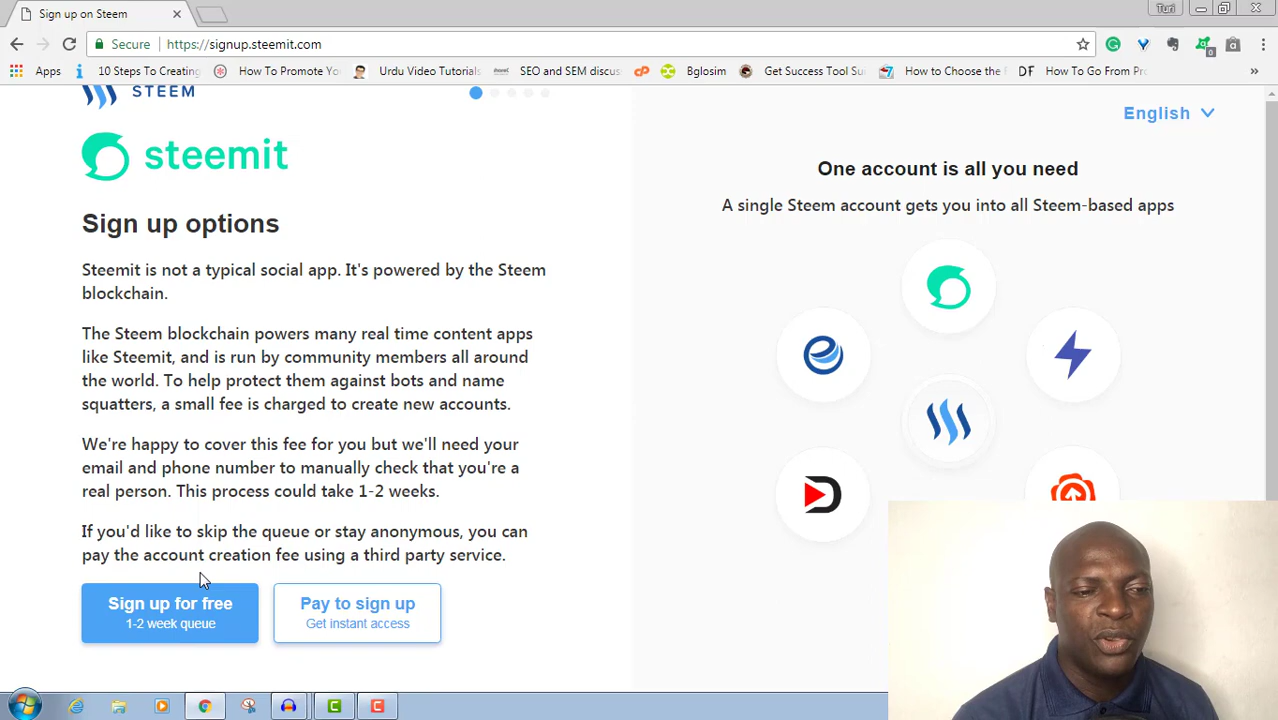 Sign up on Steem
Turi
Secure
https://signup.steemit.com
0
Apps
10 Steps To Creating
How To Promote Yo
Urdu Video Tutorials
SEO and SEM discus
cP
Bglosim
Get Success Tool Su
How to Choose the F
DF
How To Go From Pro
»
STEEM
English
steemit
Sign up options
Steemit is not a typical social app. It's powered by the Steem
blockchain.
The Steem blockchain powers many real time content apps
like Steemit, and is run by community members all around
the world. To help protect them against bots and name
squatters, a small fee is charged to create new accounts.
We're happy to cover this fee for you but we'll need your
email and phone number to manually check that you're a
real person. This process could take 1-2 weeks.
If you'd like to skip the queue or stay anonymous, you can
pay the account creation fee using a third party service.
Sign up for free
1-2 week queue
Pay to sign up
Get instant access
One account is all you need
A single Steem account gets you into all Steem-based apps